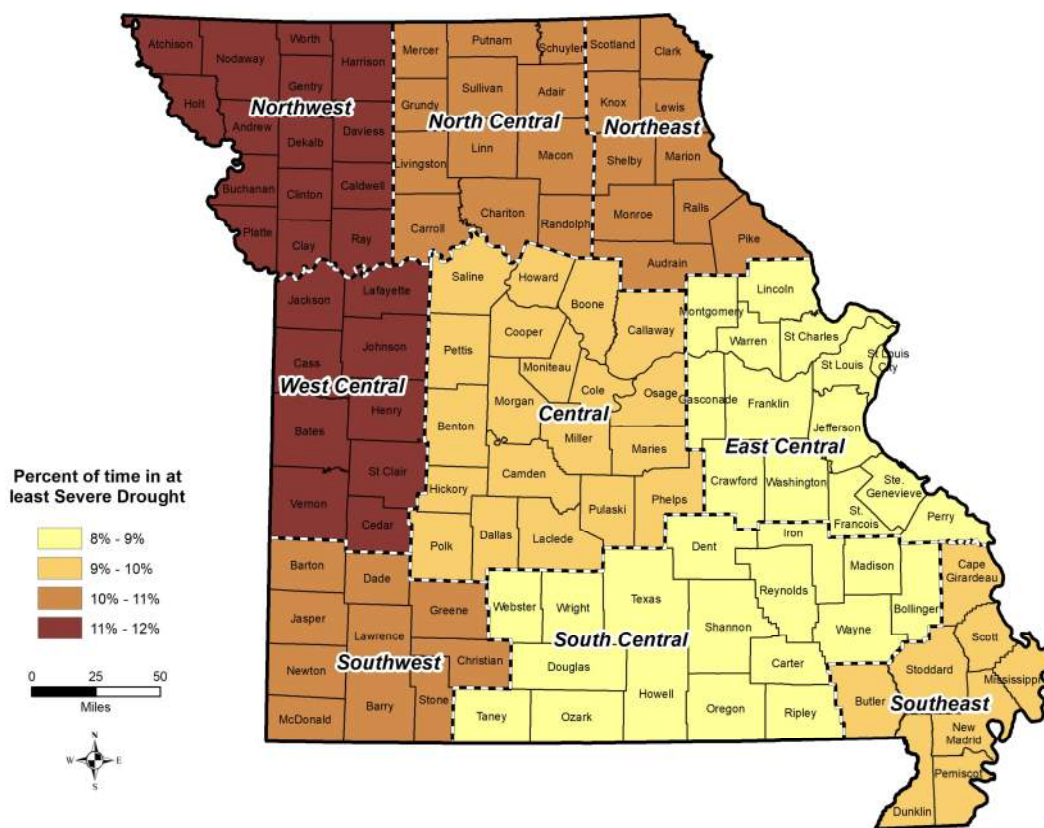 Atchison
Nodaway
Worth
Harrison
Mercer
Putnam
Schuyler
Scotland
Clark
Holt
Gentry
Northwest
Andrew
Dekalb
Daviess
Grundy
Sullivan
Adair
North Central
Knox
Lewis
Northeast
Buchanan
Clinton
Caldwell
Livingston
Linn
Macon
Shelby
Marion
Platte
Clay
Ray
Carroll
Chariton
Randolph
Monroe
Ralls
Pike
Audrain
Jackson
Lafayette
Saline
Howard
Boone
Callaway
Montgomery
Lincoln
Cass
Johnson
West Central
Pettis
Cooper
Moniteau
Cole
Osage
Warren
St Charles
St Louis
St Louis
City
Henry
Bates
Benton
Morgan
Central
Miller
Maries
Gasconade
Franklin
Jefferson
East Central
Vernon
St Clair
Cedar
Hickory
Camden
Pulaski
Phelps
Crawford
Washington
St.
Francois
Ste.
Genevieve
Perry
Polk
Dallas
Laclede
Dent
Iron
Madison
Bollinger
Cape
Girardeau
Barton
Dade
Jasper
Greene
Lawrence
Southwest
Christian
Newton
McDonald
Barry
Stone
Webster
Wright
Texas
Shannon
Reynolds
Wayne
South Central
Douglas
Howell
Carter
Taney
Ozark
Oregon
Ripley
Butler
Stoddard
Scott
Mississippi
Southeast
New
Madrid
Pemiscot
Dunklin
Percent of time in at
least Severe Drought
8% - 9%
9% - 10%
10% - 11%
11% - 12%
0 25 50
Miles
N
W E
S